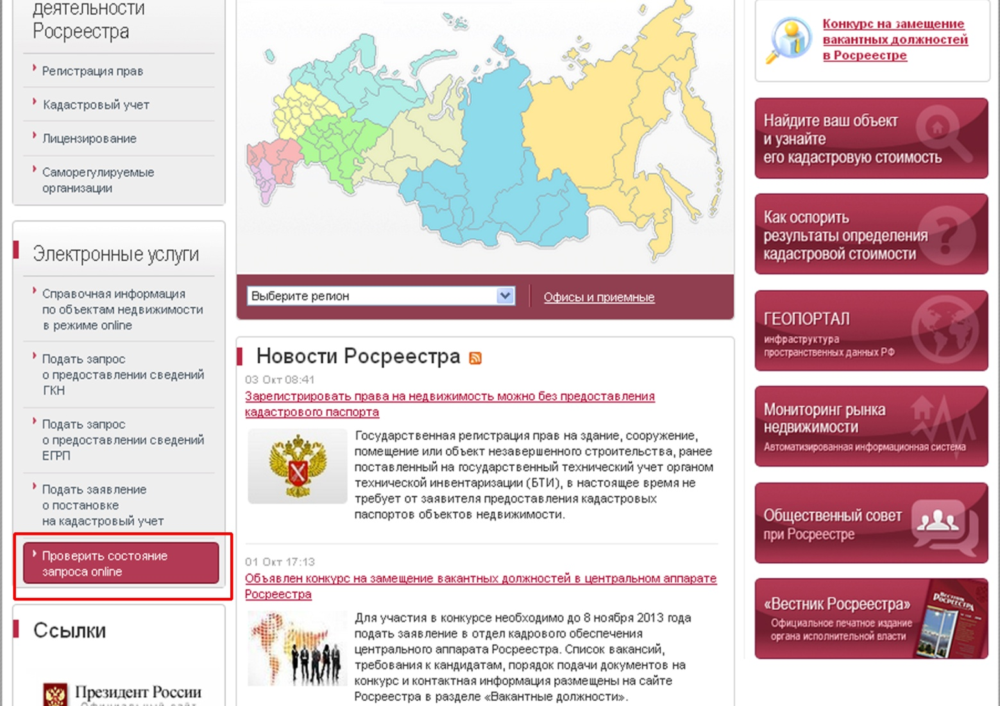 деятельности
Росреестра
Регистрация прав
Кадастровый учет
Лицензирование
Саморегулируемые
организации
Электронные услуги
Справочная информация
по объектам недвижимости
в режиме online
Подать запрос
о предоставлении сведений
ГКН
Подать запрос
о предоставлении сведений
ЕГРП
Подать заявление
о постановке
на кадастровый учет
Проверить состояние
запроса online
Ссылки
Президент России
Официальный сайт
Выберите регион
Офисы и приемные
Новости Росреестра
03 Окт 08:41
Зарегистрировать права на недвижимость можно без предоставления
кадастрового паспорта
Государственная регистрация прав на здание, сооружение,
помещение или объект незавершенного строительства, ранее
поставленный на государственный технический учет органом
технической инвентаризации (БТИ), в настоящее время не
требует от заявителя предоставления кадастровых
паспортов объектов недвижимости.
01 Окт 17:13
Объявлен конкурс на замещение вакантных должностей в центральном аппарате
Росреестра
Для участия в конкурсе необходимо до 8 ноября 2013 года
подать заявление в отдел кадрового обеспечения
центрального аппарата Росреестра. Список вакансий,
требования к кандидатам, порядок подачи документов на
конкурс и контактная информация размещены на сайте
Росреестра в разделе «Вакантные должности».
Конкурс на замещение
вакантных должностей
в Росреестре
Найдите ваш объект
и узнайте
его кадастровую стоимость
Как оспорить
результаты определения
кадастровой стоимости
ГЕОПОРТАЛ
инфраструктура
пространственных данных РФ
Мониторинг рынка
недвижимости
Автоматизированная информационная система
Общественный совет
при Росреестре
«Вестник Росреестра»
Официальное печатное издание
органа исполнительной власти
Вестник
РОСРЕЕСТРА